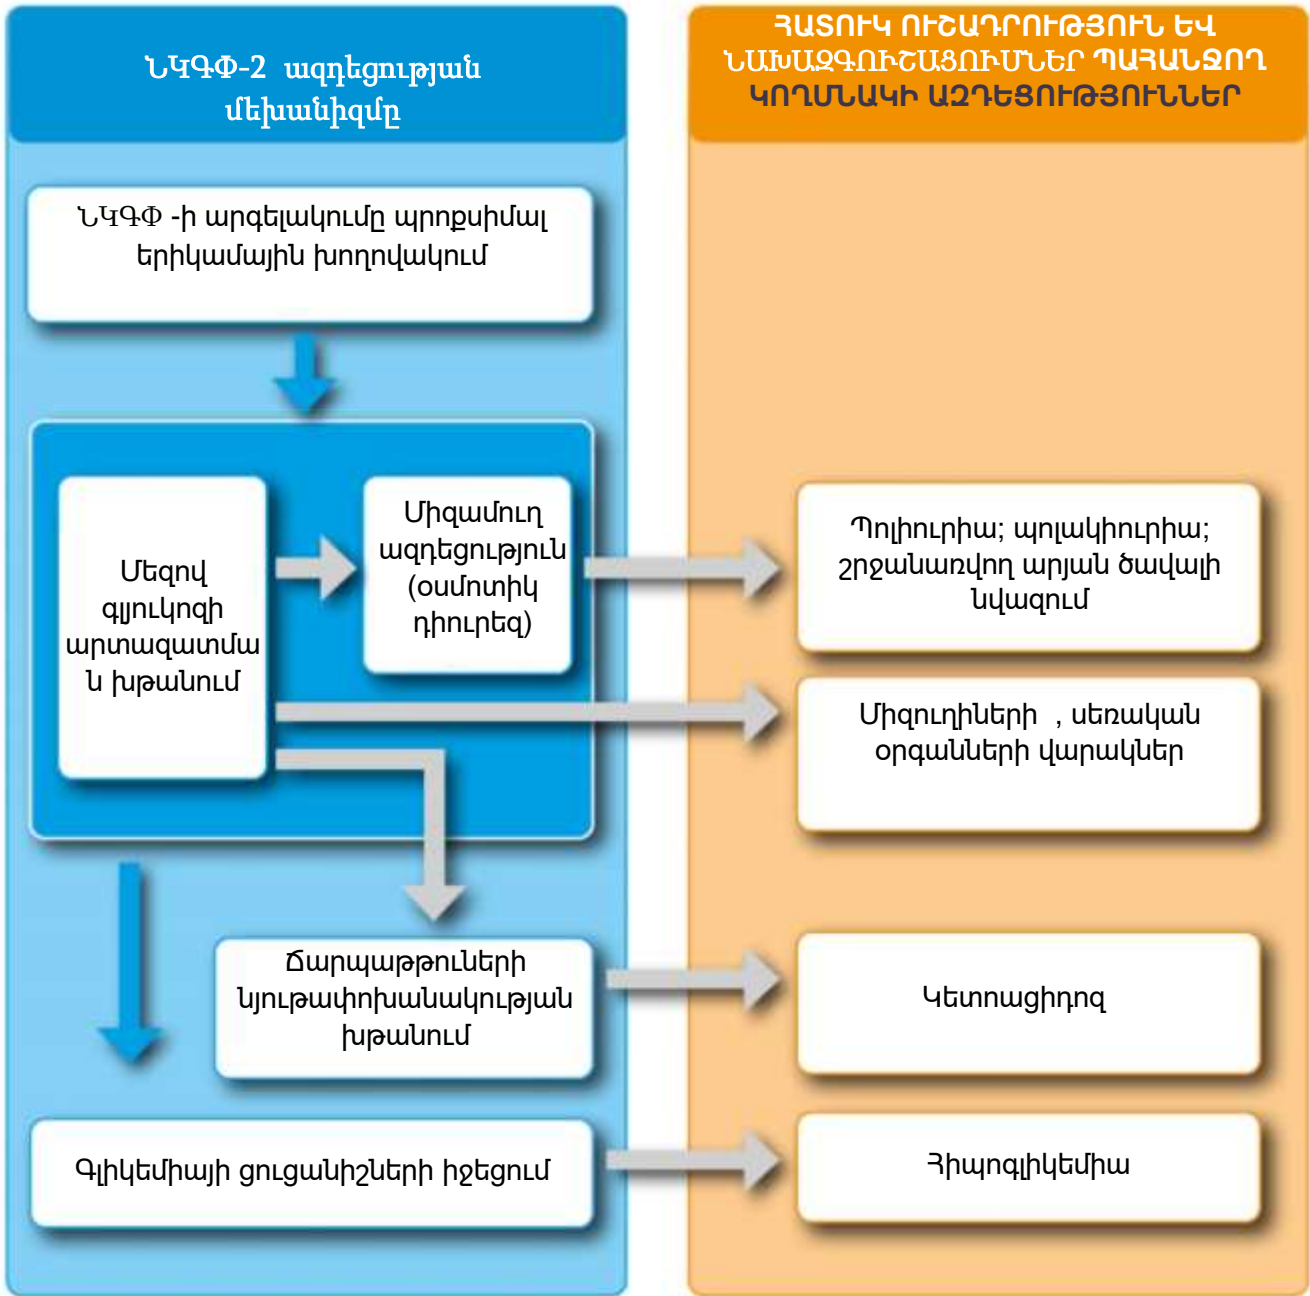 ՆԿԳՓ-2 ազդեցության
մեխանիզմը
ՀԱՏՈՒԿ ՈՒՇԱԴՐՈՒԹՅՈՒՆ ԵՎ
ՆԱԽԱԶԳՈՒՇԱՑՈՒՄՆԵՐ ՊԱՀԱՆՋՈՂ
ԿՈՂՄՆԱԿԻ ԱԶԴԵՑՈՒԹՅՈՒՆՆԵՐ
ՆԿԳՓ -ի արգելակումը պրոքսիմալ
երիկամային խողովակում
Մեզով
գլյուկոզի
արտազատմա
ն խթանում
Միզամուղ
ազդեցություն
(օսմոտիկ
դիուրեզ)
Պոլիուրիա; պոլակիուրիա;
շրջանառվող արյան ծավալի
նվազում
Միզուղիների , սեռական
օրգանների վարակներ
Ճարպաթթուների
նյութափոխանակության
խթանում
Կետոացիդոզ
Գլիկեմիայի ցուցանիշների իջեցում
Հիպոգլիկեմիա